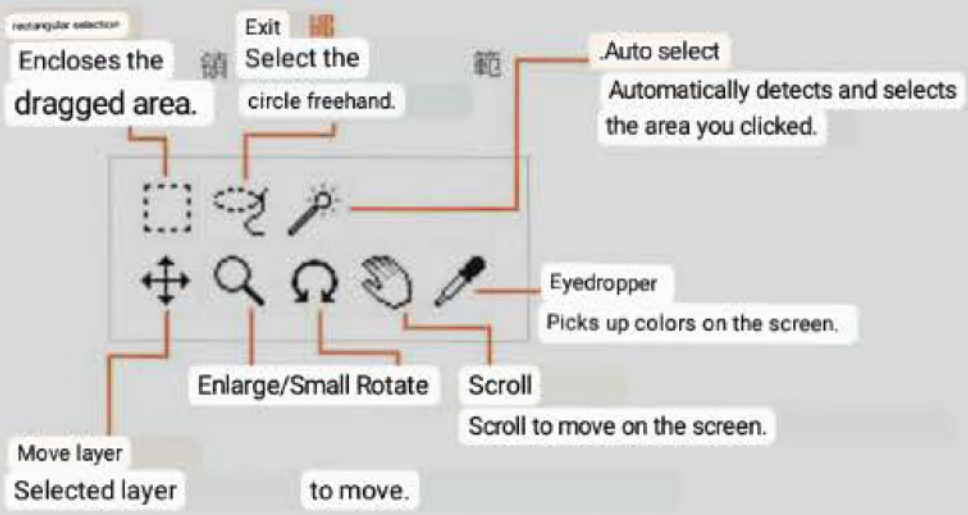 rectangular selection
Encloses the
dragged area.
Exit
Select the
circle freehand.
.Auto select
Automatically detects and selects
the area you clicked.
Eyedropper
Picks up colors on the screen.
Enlarge/Small Rotate
Scroll
Scroll to move on the screen.
Move layer
Selected layer to move.